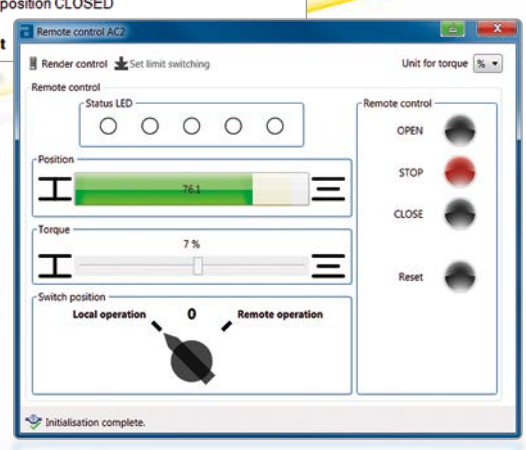 position CLOSED
Remote control AC2
Render control Set limit switching Unit for torque %
Remote control
Status LED
Position
76.1
Torque
7 %
Switch position
Local operation 0 Remote operation
Remote control
OPEN
STOP
CLOSE
Reset
Initialisation complete.